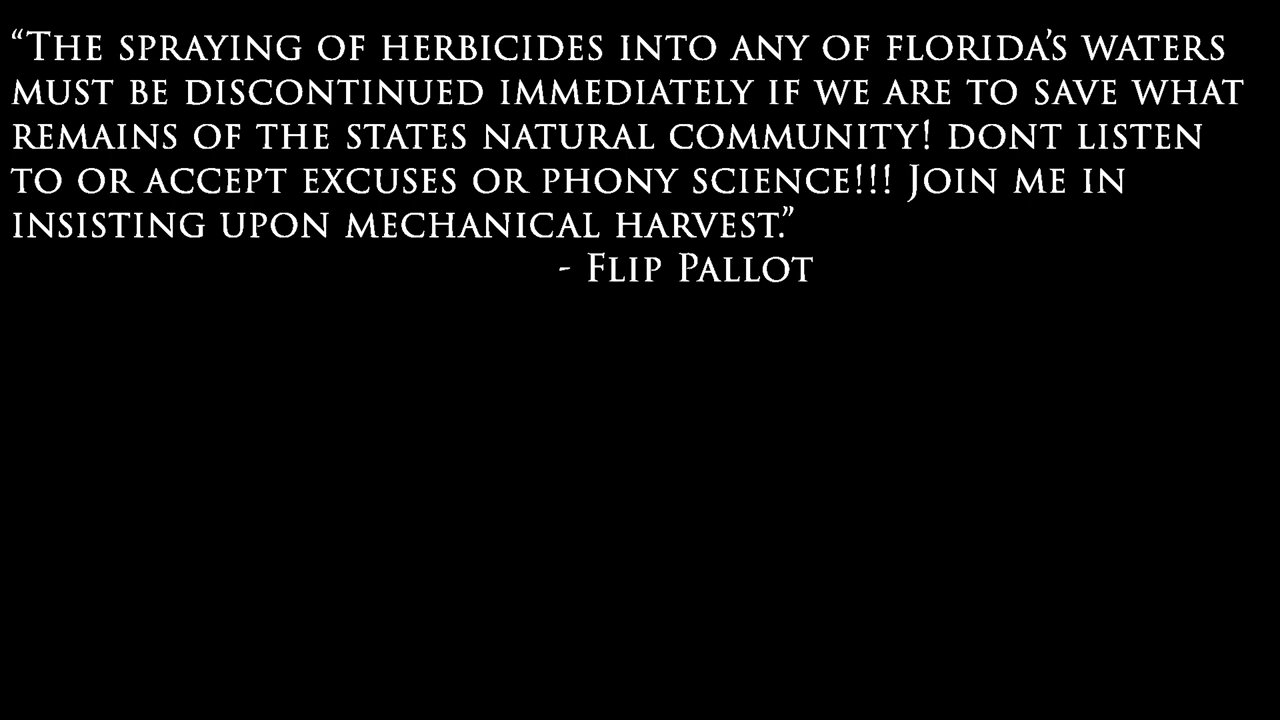 “The spraying of herbicides into any of florida’s waters
must be discontinued immediately if we are to save what
remains of the states natural community! dont listen
to or accept excuses or phony science!!! Join me in
insisting upon mechanical harvest.”
- Flip Pallot